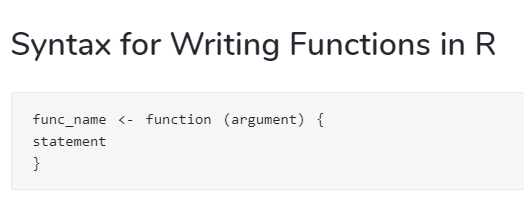 Syntax for Writing Functions in R
func_name <- function (argument) {
statement
}